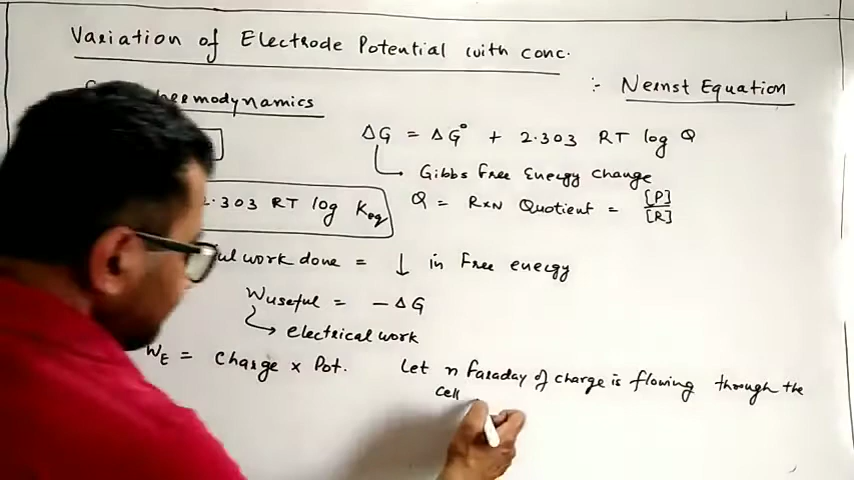 Variation of Electrode Potential with conc.
:- Nernst Equation
ΔG = ΔG° + 2.303 RT log Q
Gibbs Free Energy Change
2.303 RT log Keq
Q = RXN Quotient = [P]/[R]
work done = ↓ in Free energy
Wuseful = - ΔG
electrical work
WE = Charge x Pot.
Let n Faraday of charge is flowing through the
cell